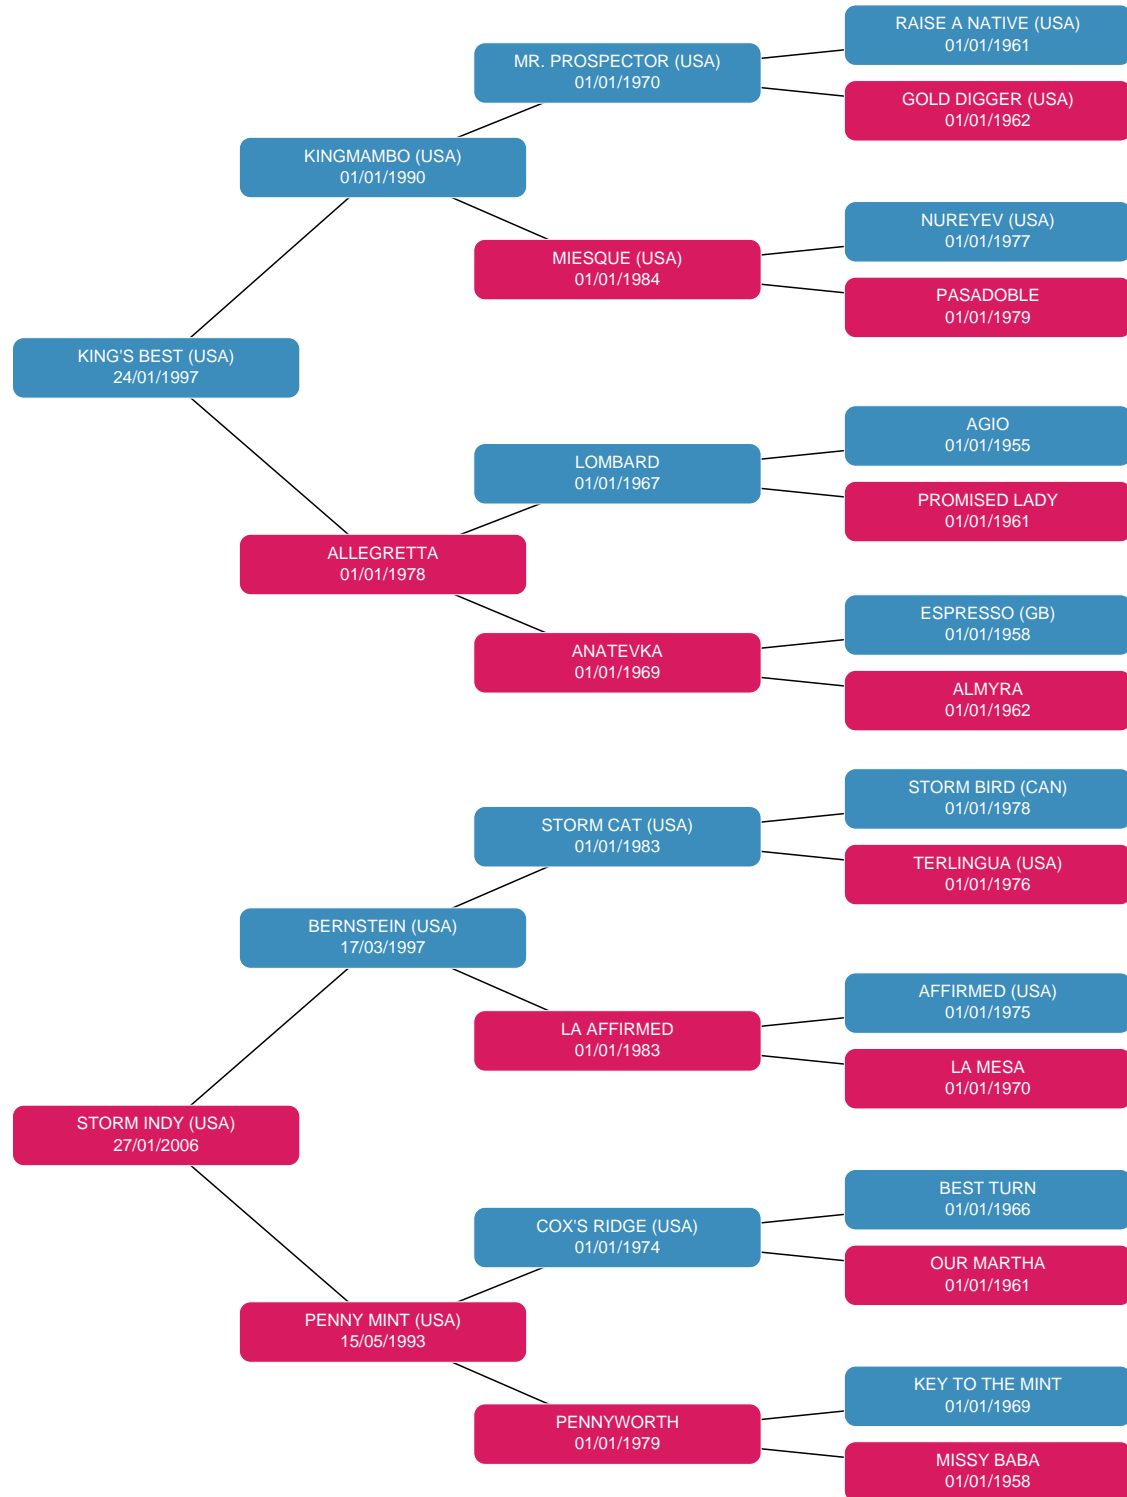 RAISE A NATIVE (USA)
01/01/1961
MR. PROSPECTOR (USA)
01/01/1970
GOLD DIGGER (USA)
01/01/1962
KINGMAMBO (USA)
01/01/1990
NUREYEV (USA)
01/01/1977
MIESQUE (USA)
01/01/1984
PASADOBLE
01/01/1979
KING'S BEST (USA)
24/01/1997
AGIO
01/01/1955
LOMBARD
01/01/1967
PROMISED LADY
01/01/1961
ALLEGRETTA
01/01/1978
ESPRESSO (GB)
01/01/1958
ANATEVKA
01/01/1969
ALMYRA
01/01/1962
STORM BIRD (CAN)
01/01/1978
STORM CAT (USA)
01/01/1983
TERLINGUA (USA)
01/01/1976
BERNSTEIN (USA)
17/03/1997
AFFIRMED (USA)
01/01/1975
LA AFFIRMED
01/01/1983
LA MESA
01/01/1970
STORM INDY (USA)
27/01/2006
BEST TURN
01/01/1966
COX'S RIDGE (USA)
01/01/1974
OUR MARTHA
01/01/1961
PENNY MINT (USA)
15/05/1993
KEY TO THE MINT
01/01/1969
PENNYWORTH
01/01/1979
MISSY BABA
01/01/1958